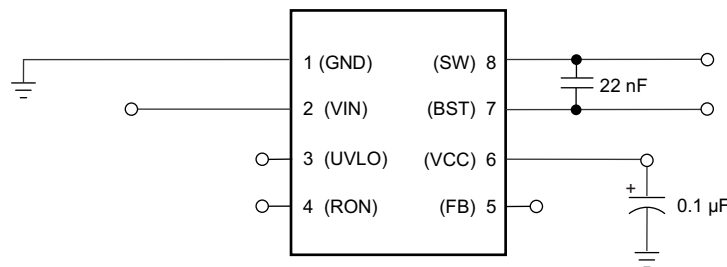 1 (GND)
(SW) 8
22 nF
2 (VIN)
(BST) 7
3 (UVLO)
(VCC) 6
4 (RON)
(FB) 5
+
0.1 µF